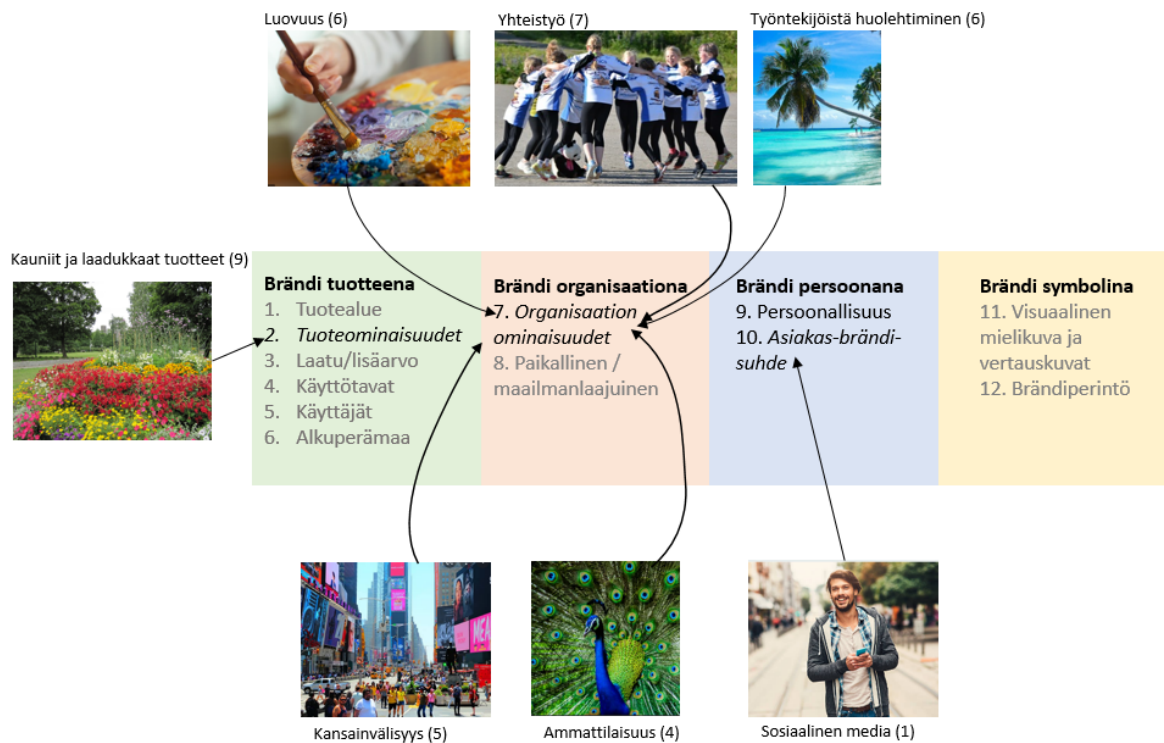 Luovuus (6)
Yhteistyö (7)
Työntekijöistä huolehtiminen (6)
Kauniit ja laadukkaat tuotteet (9)
Brändi tuotteena
1. Tuotealue
2. Tuoteominaisuudet
3. Laatu/lisäarvo
4. Käyttötavat
5. Käyttäjät
6. Alkuperämaa
Brändi organisaationa
7. Organisaation
ominaisuudet
8. Paikallinen /
maailmanlaajuinen
Brändi persoonana
9. Persoonallisuus
10. Asiakas-brändi-
suhde
Brändi symbolina
11. Visuaalinen
mielikuva ja
vertauskuvat
12. Brändiperintö
Kansainvälisyys (5)
Ammattilaisuus (4)
Sosiaalinen media (1)